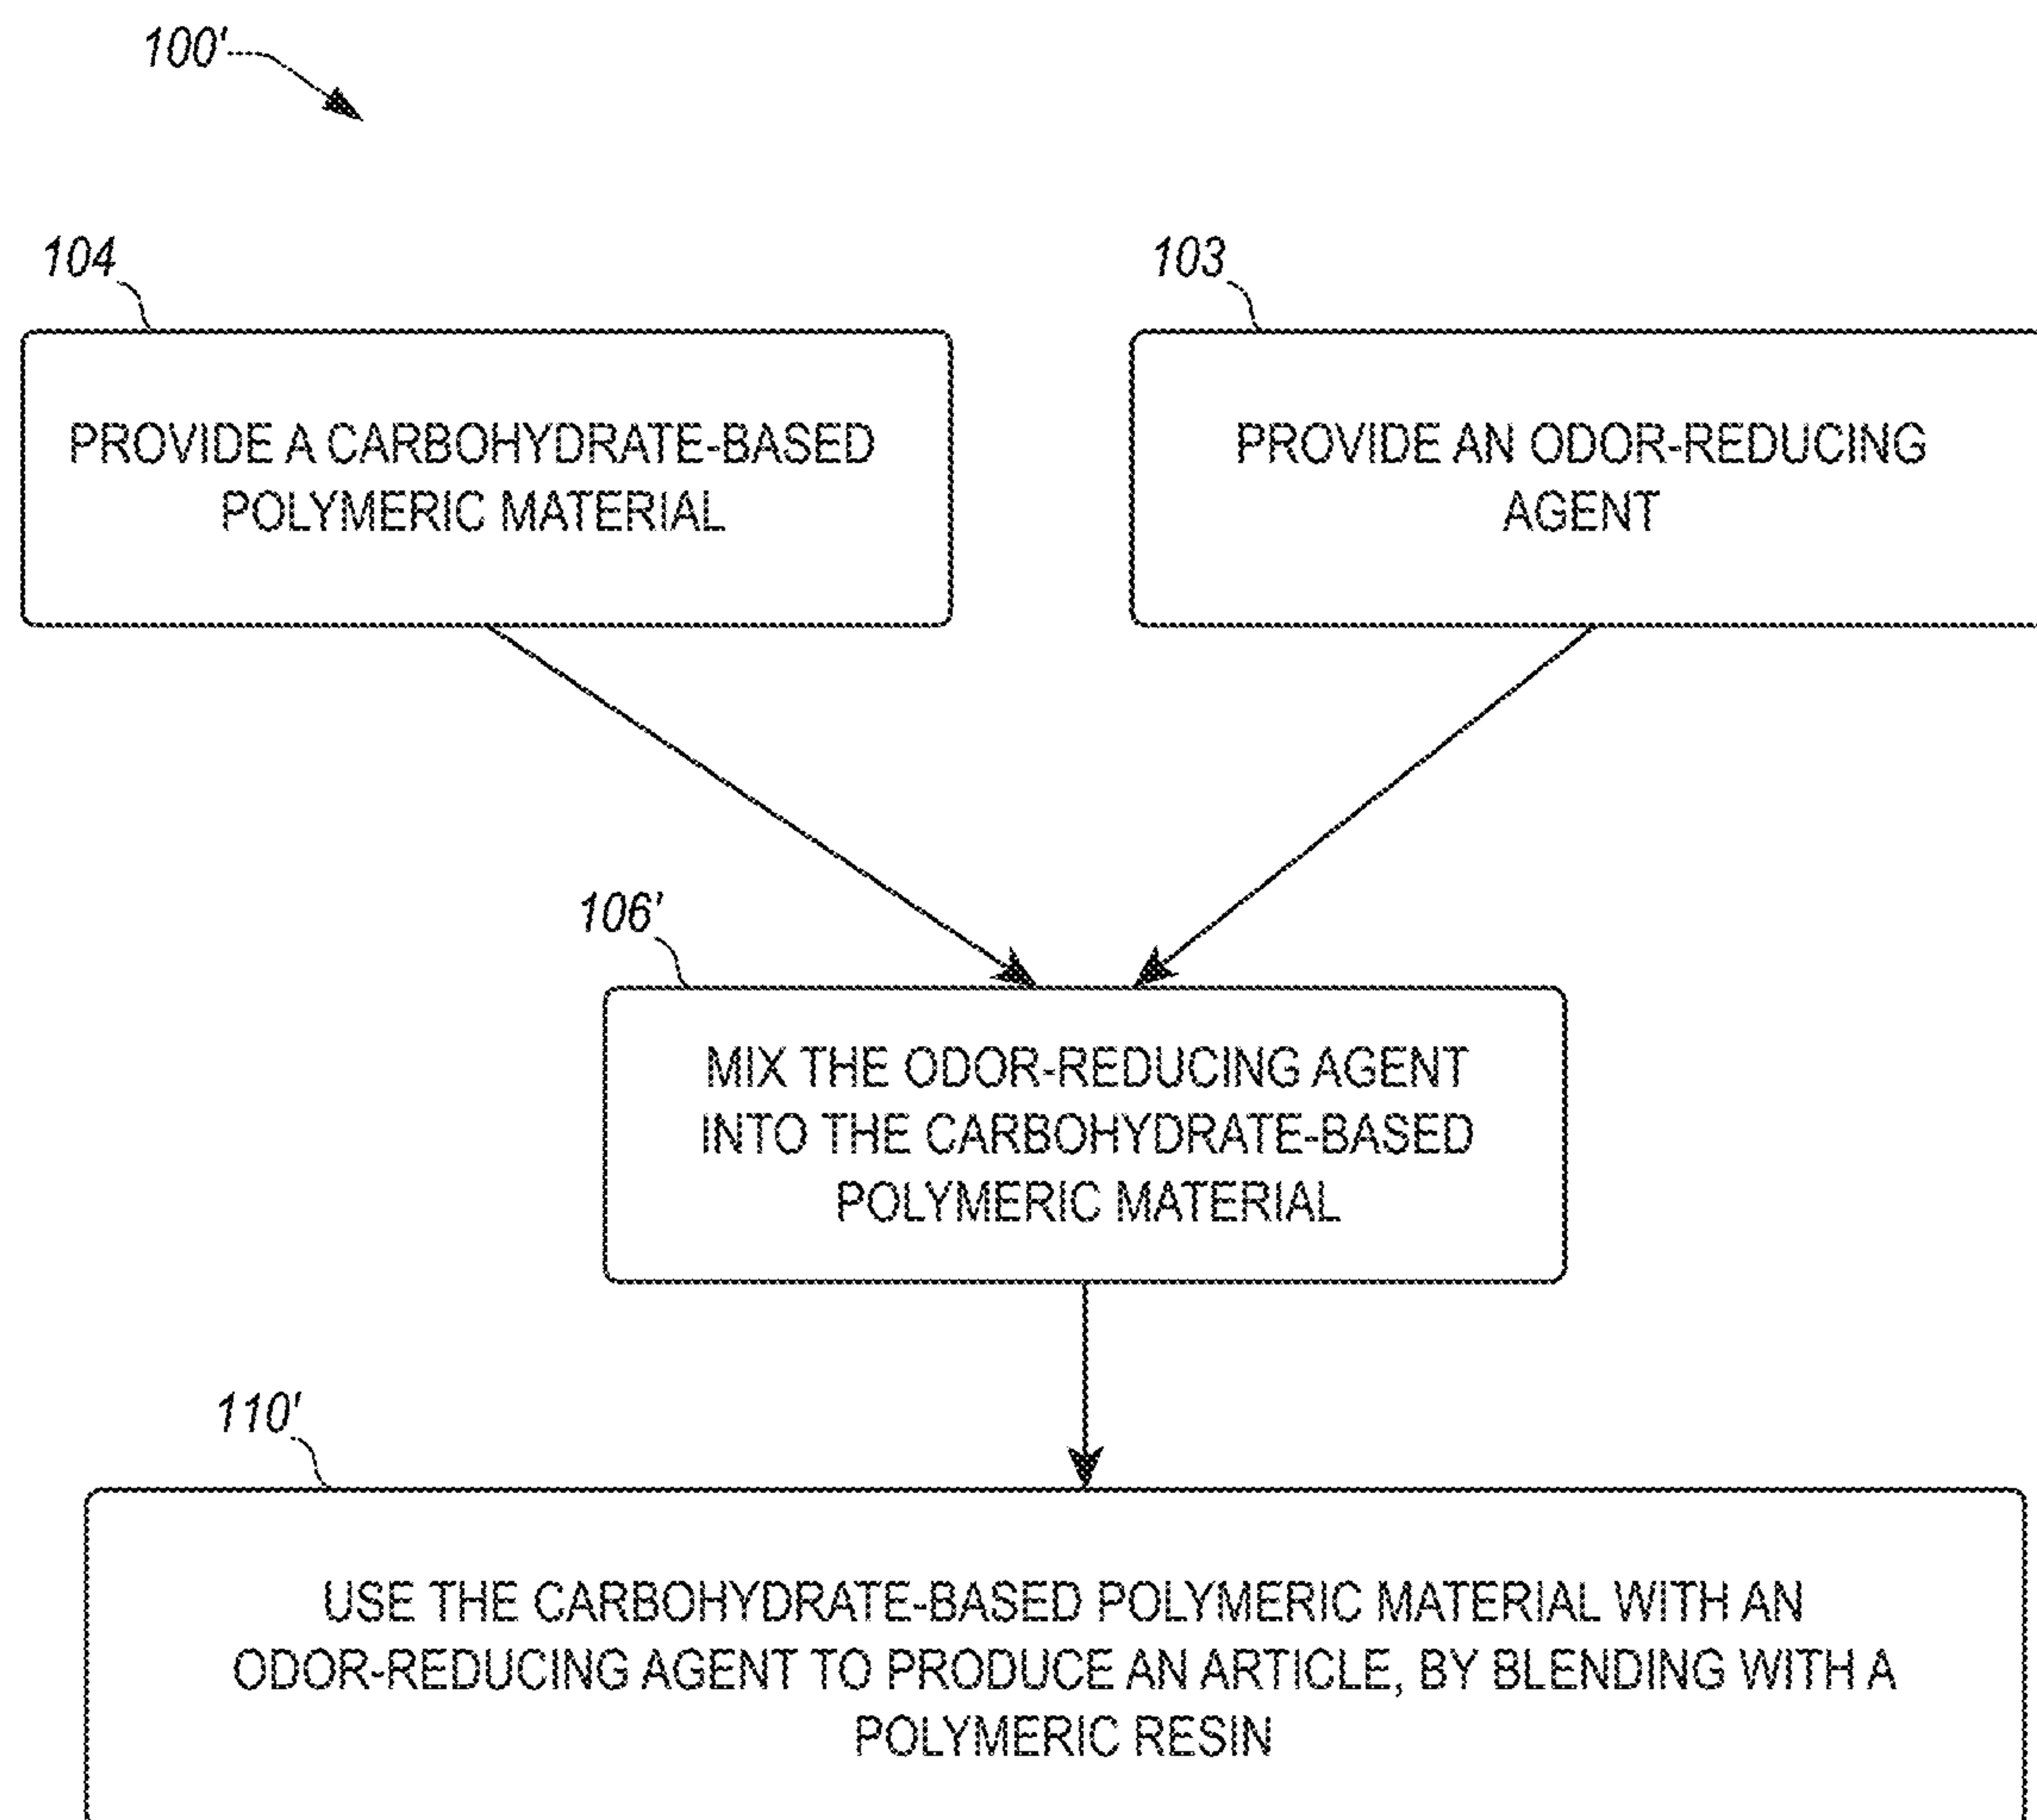 100'
104
103
PROVIDE A CARBOHYDRATE-BASED
POLYMERIC MATERIAL
PROVIDE AN ODOR-REDUCING
AGENT
106'
MIX THE ODOR-REDUCING AGENT
INTO THE CARBOHYDRATE-BASED
POLYMERIC MATERIAL
110'
USE THE CARBOHYDRATE-BASED POLYMERIC MATERIAL WITH AN
ODOR-REDUCING AGENT TO PRODUCE AN ARTICLE, BY BLENDING WITH A
POLYMERIC RESIN